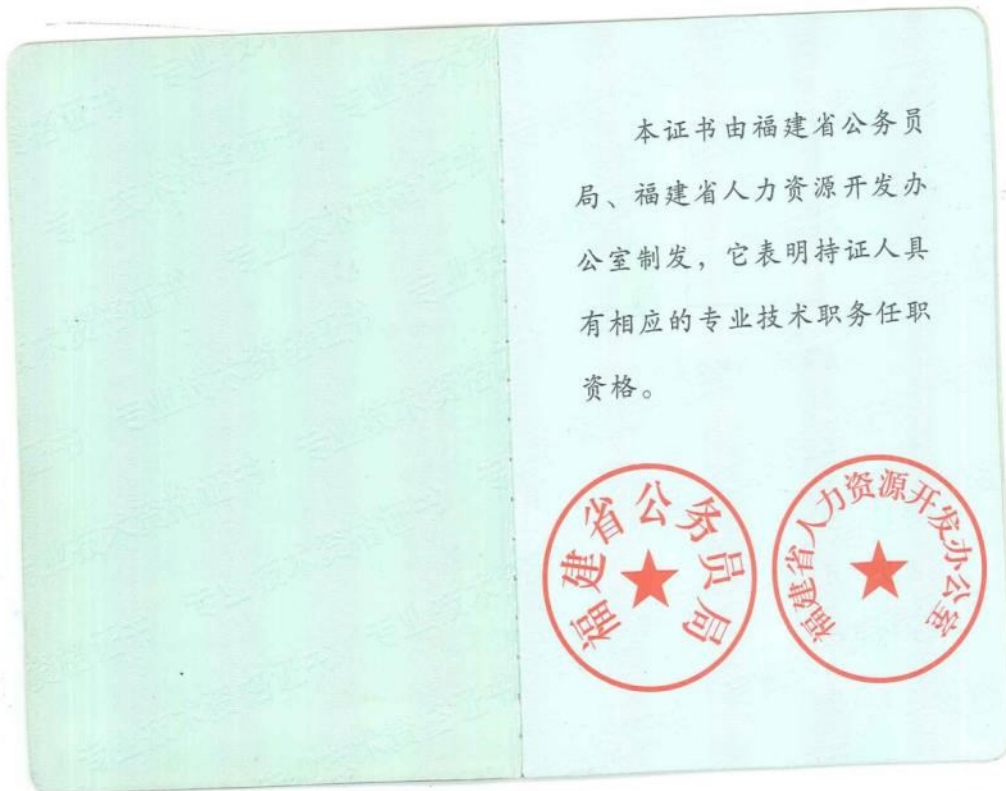 本证书由福建省公务员
局、福建省人力资源开发办
公室制发，它表明持证人具
有相应的专业技术职务任职
资格。
福建省公务员局
福建省人力资源开发办公室